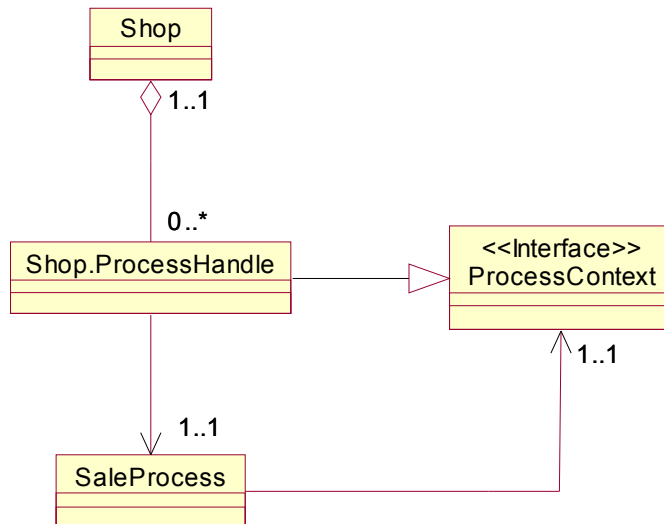 Shop
1..1
0..*
Shop.ProcessHandle
<<Interface>>
ProcessContext
1..1
1..1
SaleProcess